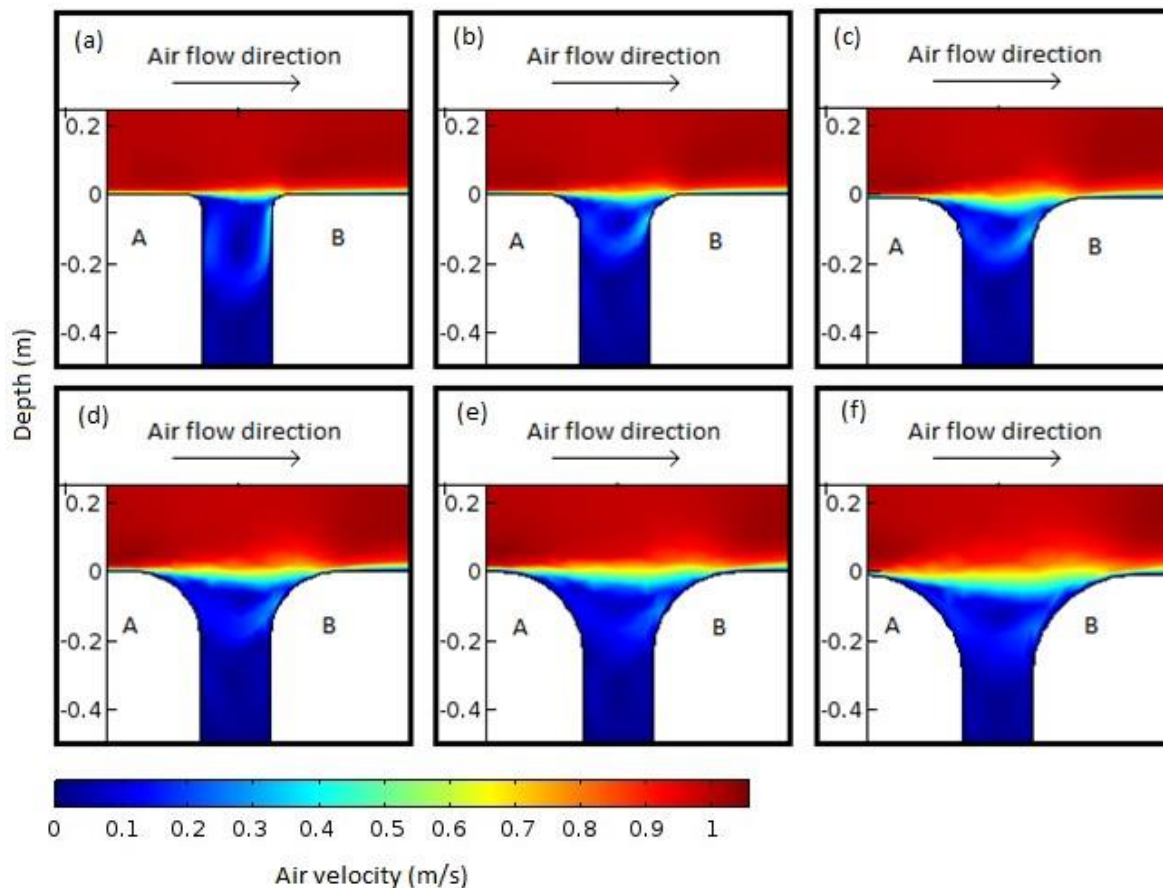 (a)
Air flow direction
0.2
0
-0.2
-0.4
A
B
(b)
Air flow direction
0.2
0
-0.2
-0.4
A
B
(c)
Air flow direction
0.2
0
-0.2
-0.4
A
B
Depth (m)
(d)
Air flow direction
0.2
0
-0.2
-0.4
A
B
(e)
Air flow direction
0.2
0
-0.2
-0.4
A
B
(f)
Air flow direction
0.2
0
-0.2
-0.4
A
B
0 0.1 0.2 0.3 0.4 0.5 0.6 0.7 0.8 0.9 1
Air velocity (m/s)